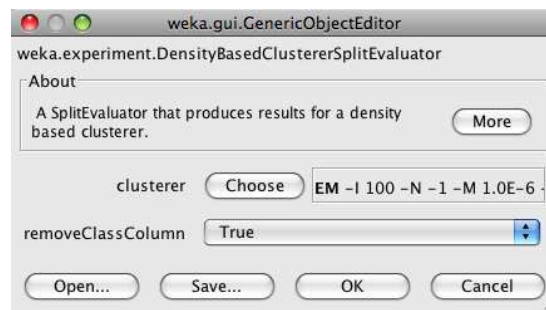 weka.gui.GenericObjectEditor
weka.experiment.DensityBasedClustererSplitEvaluator
About
A SplitEvaluator that produces results for a density
based clusterer.
More
clusterer Choose EM -I 100 -N -1 -M 1.0E-6 -
removeClassColumn True
Open... Save... OK Cancel